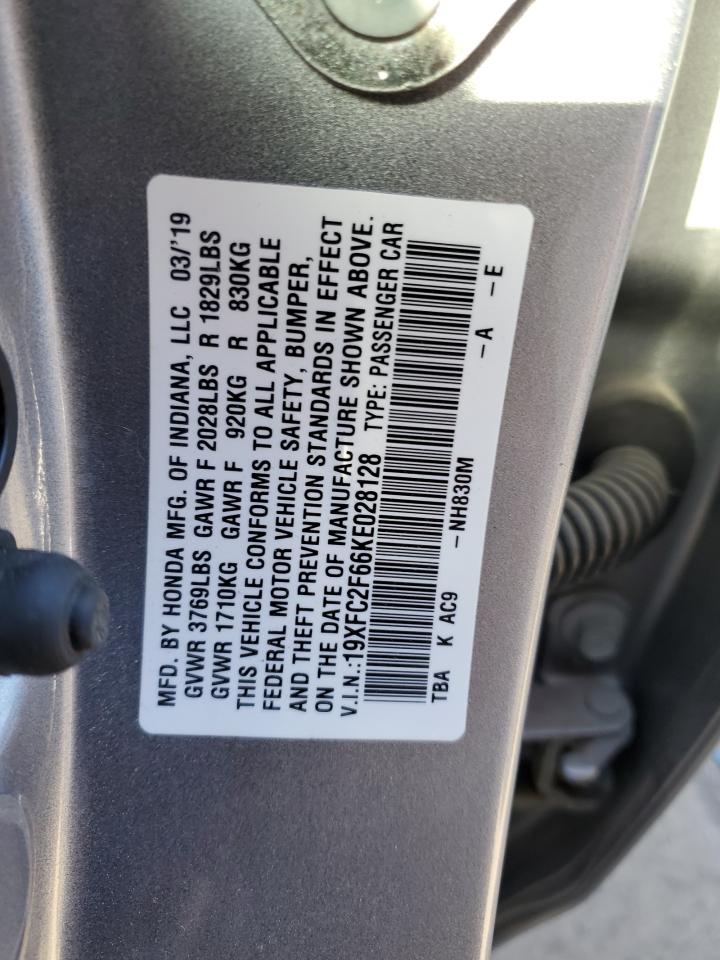 MFD. BY HONDA MFG. OF INDIANA, LLC 03/'19
GVWR 3769LBS GAWR F 2028LBS R 1829LBS
GVWR 1710KG GAWR F 920KG R 830KG
THIS VEHICLE CONFORMS TO ALL APPLICABLE
FEDERAL MOTOR VEHICLE SAFETY, BUMPER,
AND THEFT PREVENTION STANDARDS IN EFFECT
ON THE DATE OF MANUFACTURE SHOWN ABOVE.
V.I.N.:19XFC2F66KE028128 TYPE: PASSENGER CAR
TBA K AC9 –NH830M –A –E